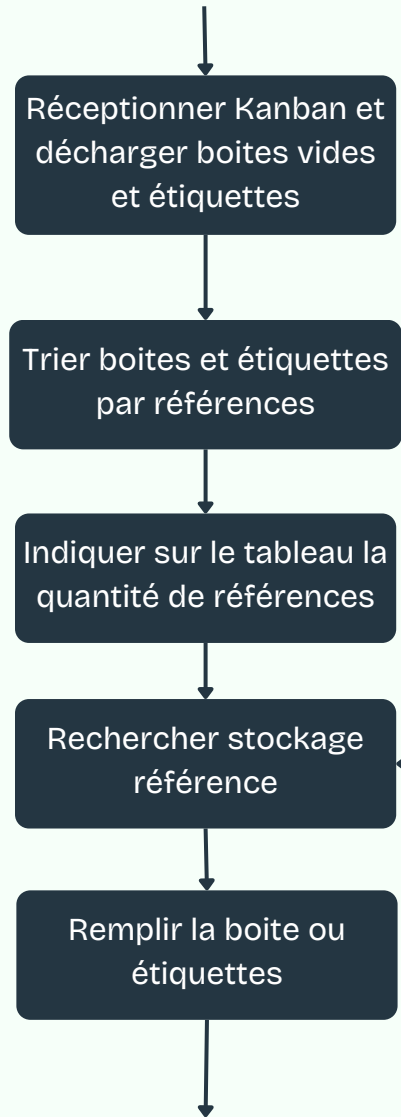 Réceptionner Kanban et
décharger boites vides
et étiquettes
Trier boites et étiquettes
par références
Indiquer sur le tableau la
quantité de références
Rechercher stockage
référence
Remplir la boite ou
étiquettes